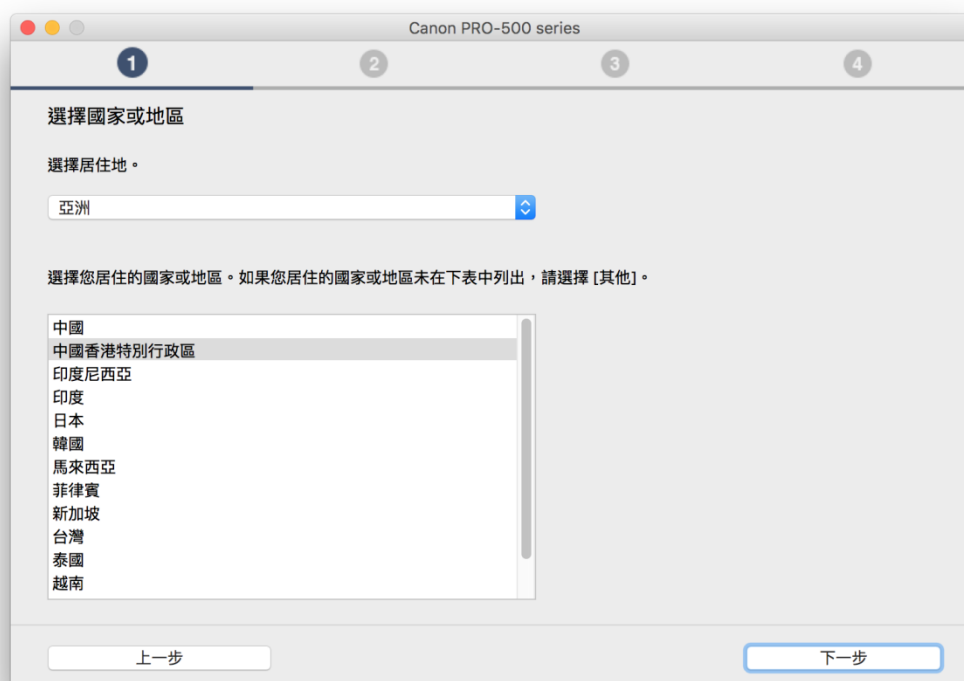 Canon PRO-500 series
1
2
3
4
選擇國家或地區
選擇居住地。
亞洲
選擇您居住的國家或地區。如果您居住的國家或地區未在下表中列出，請選擇 [其他]。
中國
中國香港特別行政區
印度尼西亞
印度
日本
韓國
馬來西亞
菲律賓
新加坡
台灣
泰國
越南
上一步
下一步